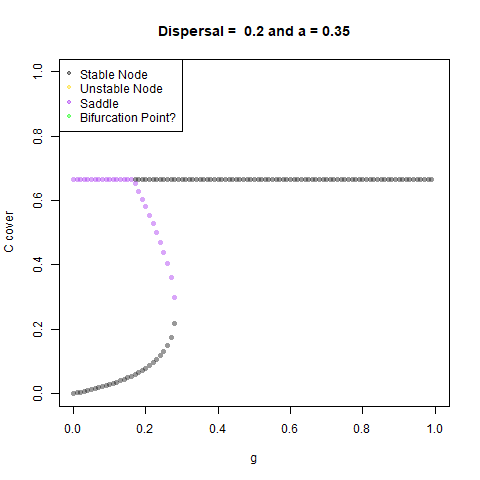 Dispersal =  0.2 and a = 0.35
Stable Node
Unstable Node
Saddle
Bifurcation Point?
1.0
0.8
0.6
0.4
0.2
0.0
C cover
0.0 0.2 0.4 0.6 0.8 1.0
g